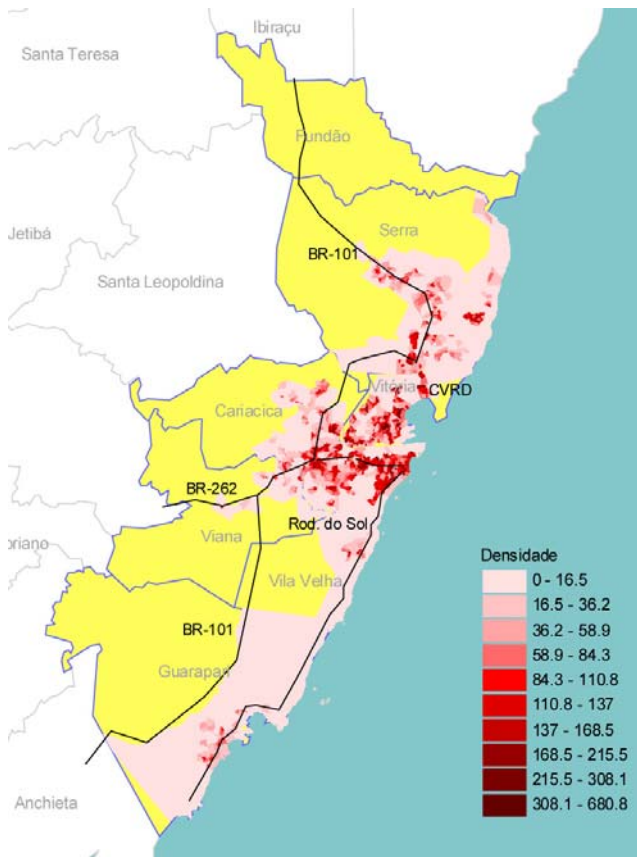 Ibiraçu
Santa Teresa
Fundão
Serra
Jetibá
BR-101
Santa Leopoldina
Vitória
CVRD
Cariacica
BR-262
Rod. do Sol
Viana
oriano
Vila Velha
BR-101
Guarapari
Anchieta
Densidade
0 - 16.5
16.5 - 36.2
36.2 - 58.9
58.9 - 84.3
84.3 - 110.8
110.8 - 137
137 - 168.5
168.5 - 215.5
215.5 - 308.1
308.1 - 680.8